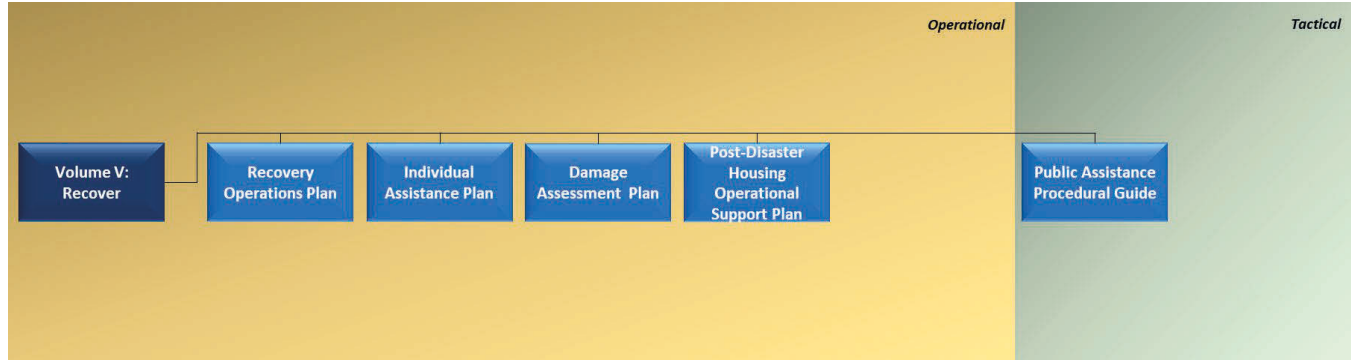 Operational
Tactical
Volume V:
Recover
Recovery
Operations Plan
Individual
Assistance Plan
Damage
Assessment Plan
Post-Disaster
Housing
Operational
Support Plan
Public Assistance
Procedural Guide